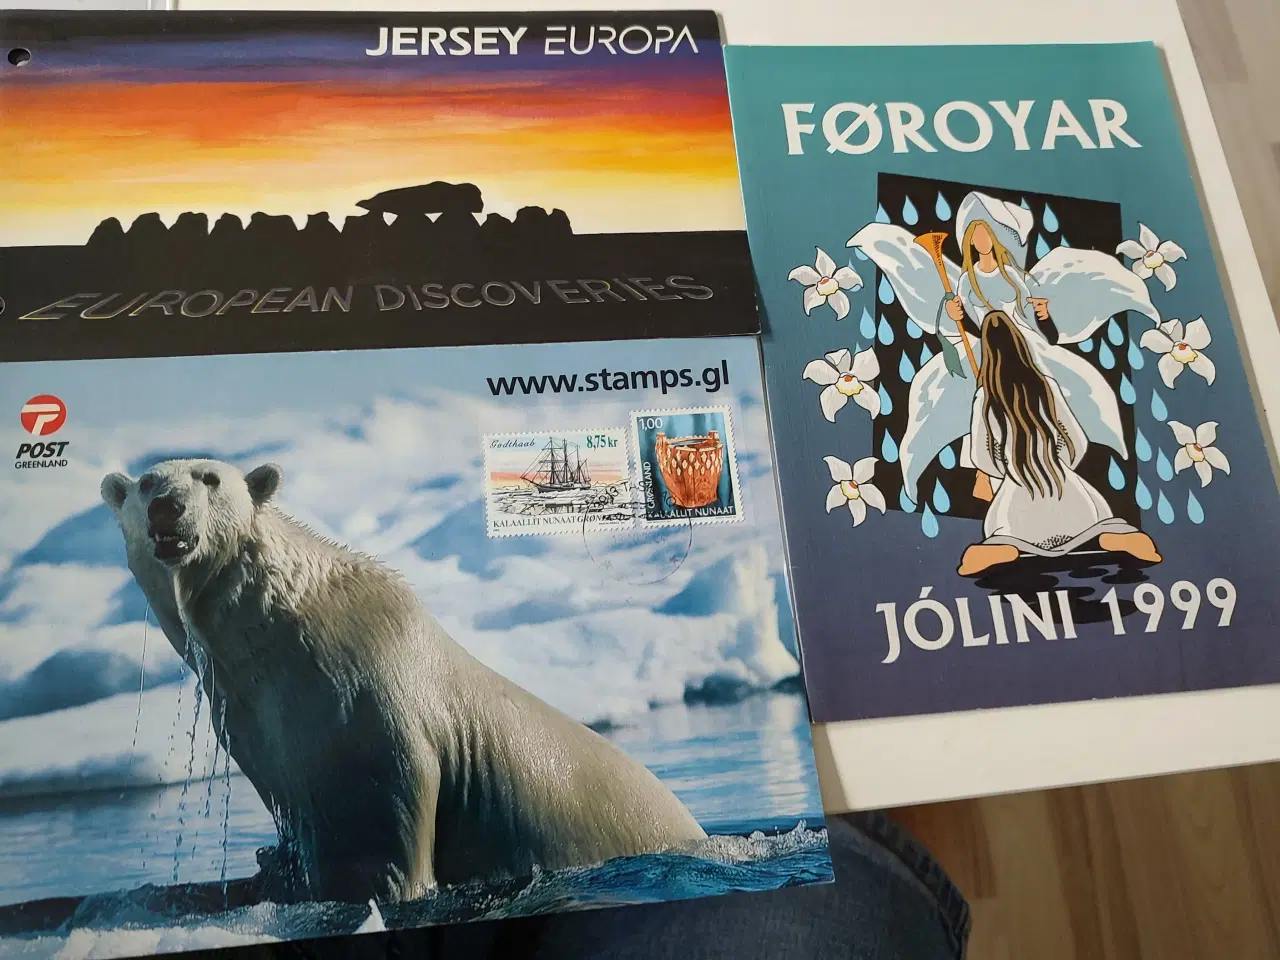 JERSEY EUROPA
EUROPEAN DISCOVERIES
FØROYAR
JÓLINI 1999
www.stamps.gl
POST
GREENLAND
Godthaab 8,75 kr
KALAALLIT NUNAAT
1,00
KALAALLIT NUNAAT